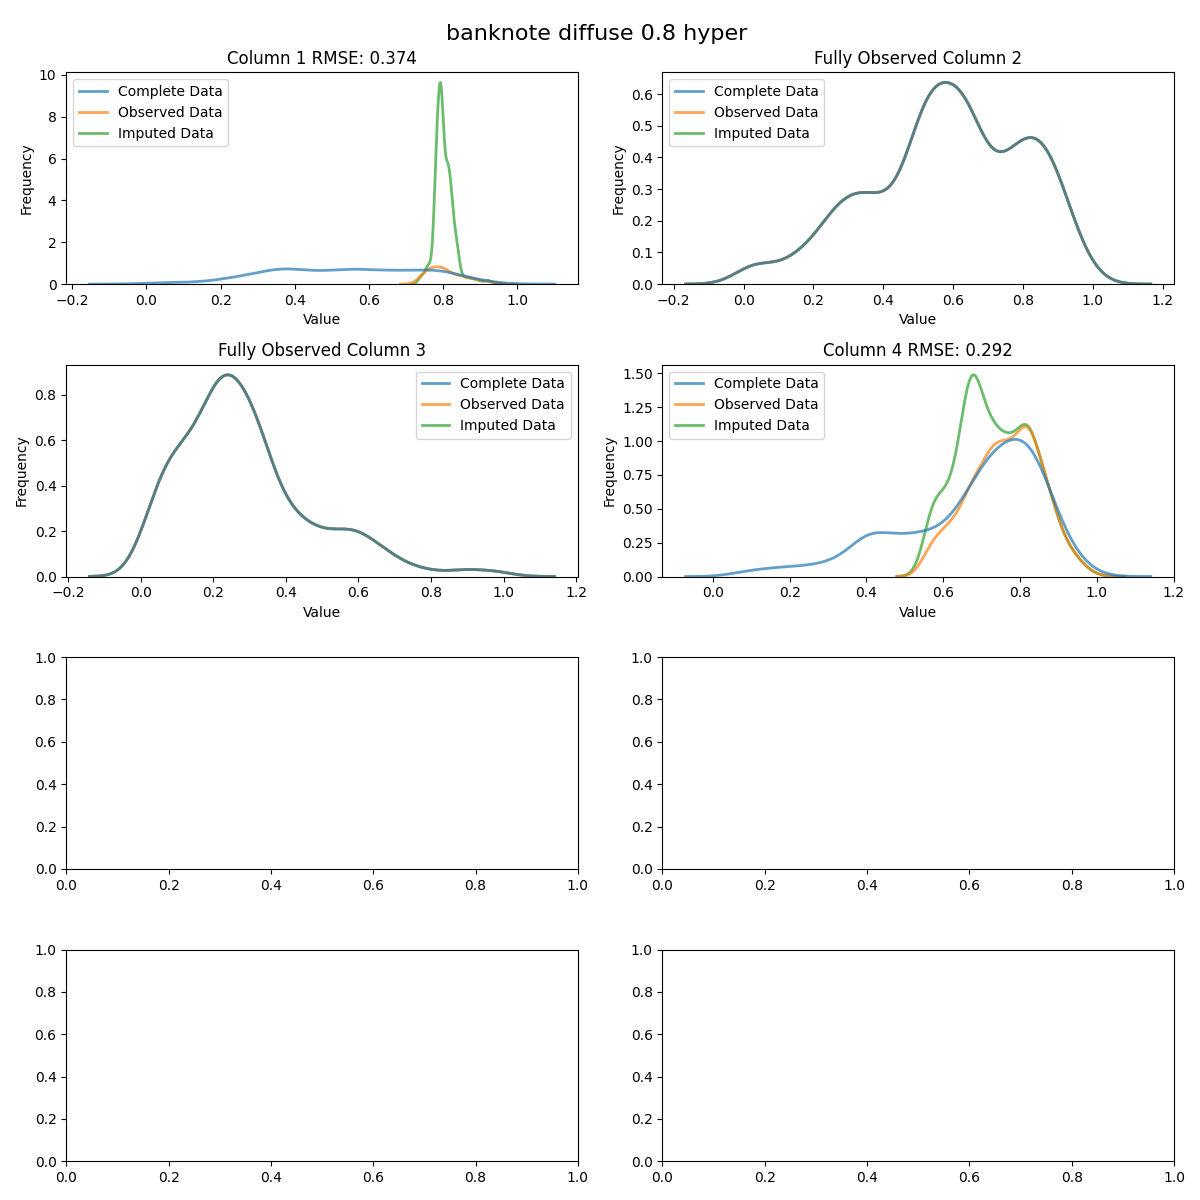 banknote diffuse 0.8 hyper
Column 1 RMSE: 0.374
Frequency
10
8
6
4
2
0
Complete Data
Observed Data
Imputed Data
−0.2 0.0 0.2 0.4 0.6 0.8 1.0
Value
Fully Observed Column 2
Frequency
0.6
0.5
0.4
0.3
0.2
0.1
0.0
Complete Data
Observed Data
Imputed Data
−0.2 0.0 0.2 0.4 0.6 0.8 1.0 1.2
Value
Fully Observed Column 3
Frequency
0.8
0.6
0.4
0.2
0.0
Complete Data
Observed Data
Imputed Data
−0.2 0.0 0.2 0.4 0.6 0.8 1.0 1.2
Value
Column 4 RMSE: 0.292
Frequency
1.50
1.25
1.00
0.75
0.50
0.25
0.00
Complete Data
Observed Data
Imputed Data
0.0 0.2 0.4 0.6 0.8 1.0 1.2
Value
1.0
0.8
0.6
0.4
0.2
0.0
0.0 0.2 0.4 0.6 0.8 1.0
1.0
0.8
0.6
0.4
0.2
0.0
0.0 0.2 0.4 0.6 0.8 1.0
1.0
0.8
0.6
0.4
0.2
0.0
0.0 0.2 0.4 0.6 0.8 1.0
1.0
0.8
0.6
0.4
0.2
0.0
0.0 0.2 0.4 0.6 0.8 1.0